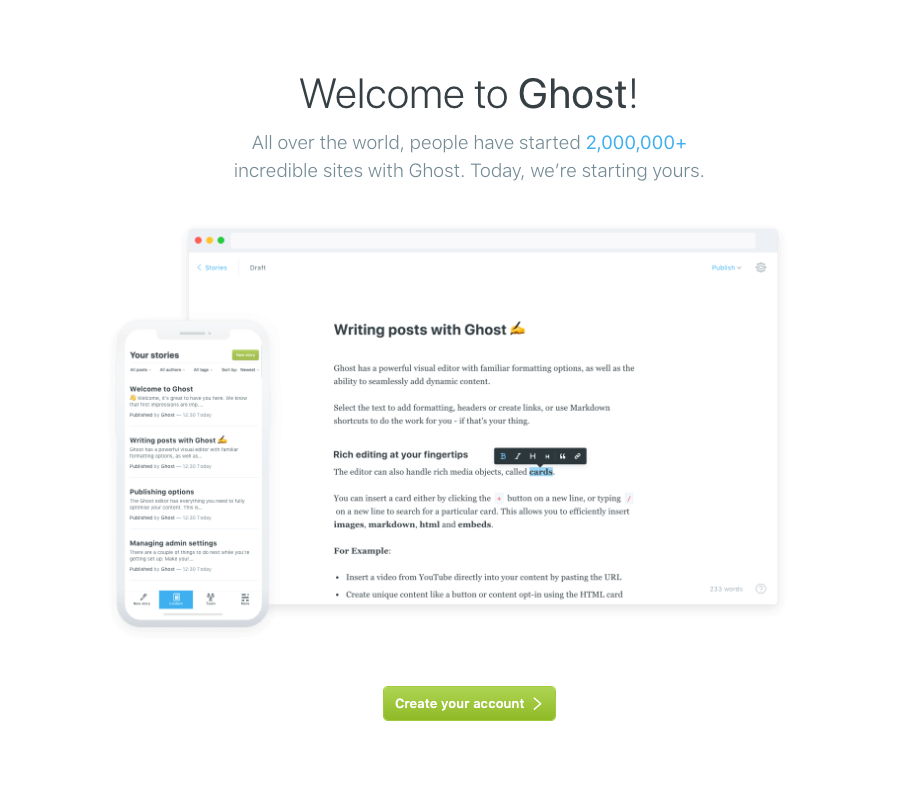 Welcome to Ghost!
All over the world, people have started 2,000,000+
incredible sites with Ghost. Today, we’re starting yours.
Stories
Draft
Publish
Writing posts with Ghost ✍️
Ghost has a powerful visual editor with familiar formatting options, as well as the
ability to seamlessly add dynamic content.
Select the text to add formatting, headers or create links, or use Markdown
shortcuts to do the work for you - if that's your thing.
Rich editing at your fingertips
B I H H
The editor can also handle rich media objects, called cards.
You can insert a card either by clicking the + button on a new line, or typing /
on a new line to search for a particular card. This allows you to efficiently insert
images, markdown, html and embeds.
For Example:
• Insert a video from YouTube directly into your content by pasting the URL
• Create unique content like a button or content opt-in using the HTML card
233 words
?
Your stories
New story
All posts All authors All tags Sort by: Newest
Welcome to Ghost
👋 Welcome, it's great to have you here. We know
that first impressions are imp...
Published by Ghost — 12:30 Today
Writing posts with Ghost ✍️
Ghost has a powerful visual editor with familiar
formatting options, as well as...
Published by Ghost — 12:30 Today
Publishing options
The Ghost editor has everything you need to fully
optimise your content. This is...
Published by Ghost — 12:30 Today
Managing admin settings
There are a couple of things to do next while you're
getting set up. Make your...
Published by Ghost — 12:30 Today
New story Content Team More
Create your account